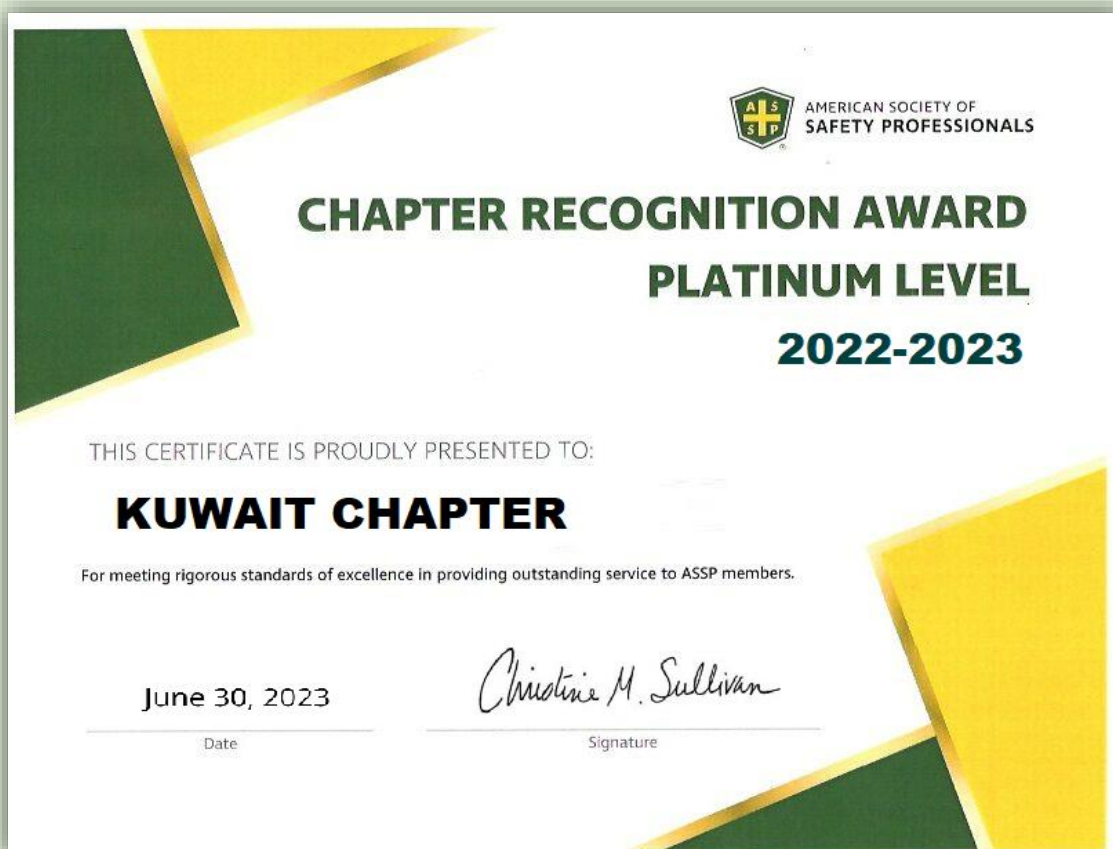 A S
S P
®
AMERICAN SOCIETY OF
SAFETY PROFESSIONALS
CHAPTER RECOGNITION AWARD
PLATINUM LEVEL
2022-2023
THIS CERTIFICATE IS PROUDLY PRESENTED TO:
KUWAIT CHAPTER
For meeting rigorous standards of excellence in providing outstanding service to ASSP members.
June 30, 2023
Christine M. Sullivan
Date
Signature